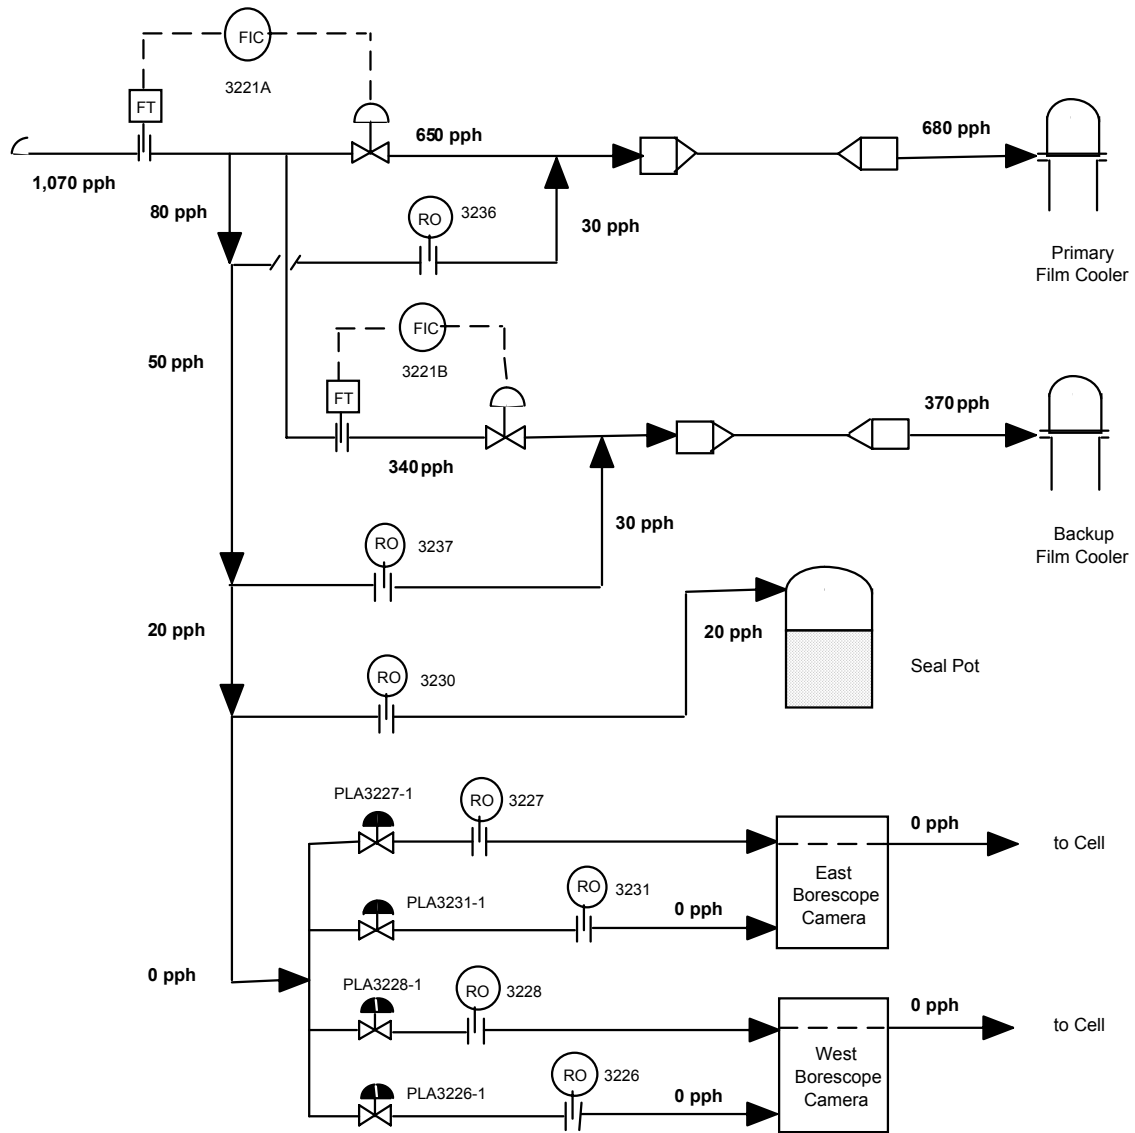 FIC
3221A
FT
650 pph
680 pph
1,070 pph
80 pph
RO
3236
30 pph
Primary
Film Cooler
FIC
3221B
50 pph
FT
370 pph
340 pph
30 pph
Backup
Film Cooler
RO
3237
20 pph
20 pph
RO
3230
Seal Pot
PLA3227-1
RO
3227
0 pph
to Cell
East
Borescope
Camera
PLA3231-1
RO
3231
0 pph
0 pph
PLA3228-1
RO
3228
0 pph
to Cell
West
Borescope
Camera
PLA3226-1
RO
3226
0 pph